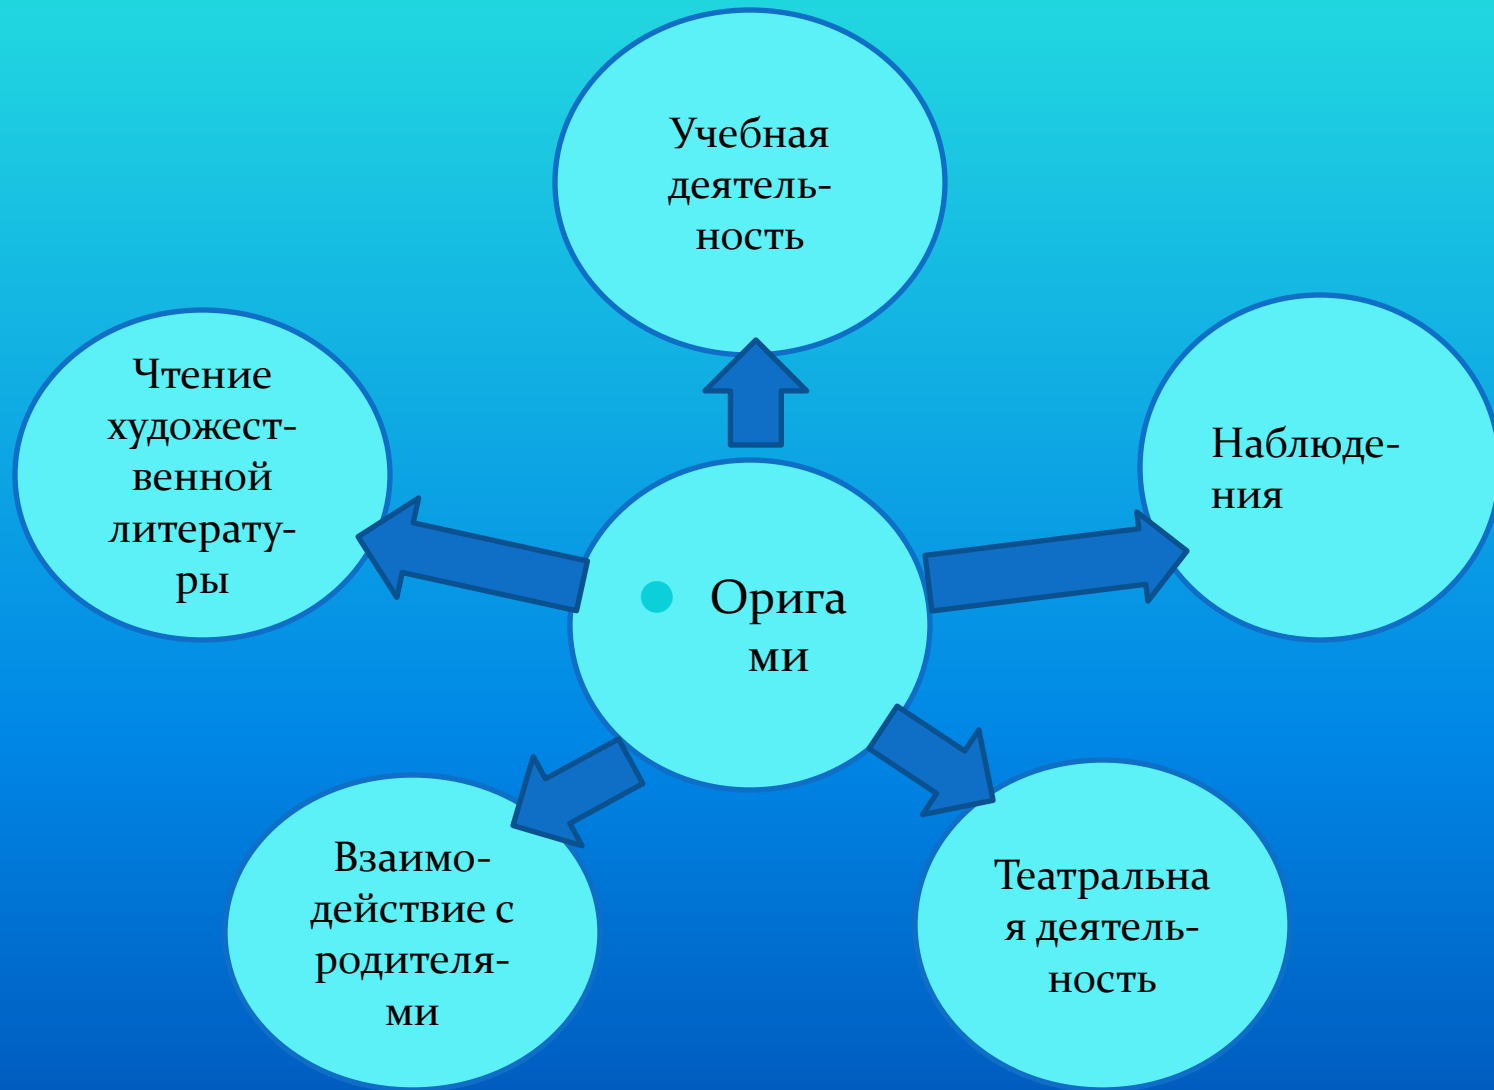 Учебная
деятель-
ность
Чтение
художест-
венной
литерату-
ры
Наблюде-
ния
Орига
ми
Взаимо-
действие с
родителя-
ми
Театральна
я деятель-
ность